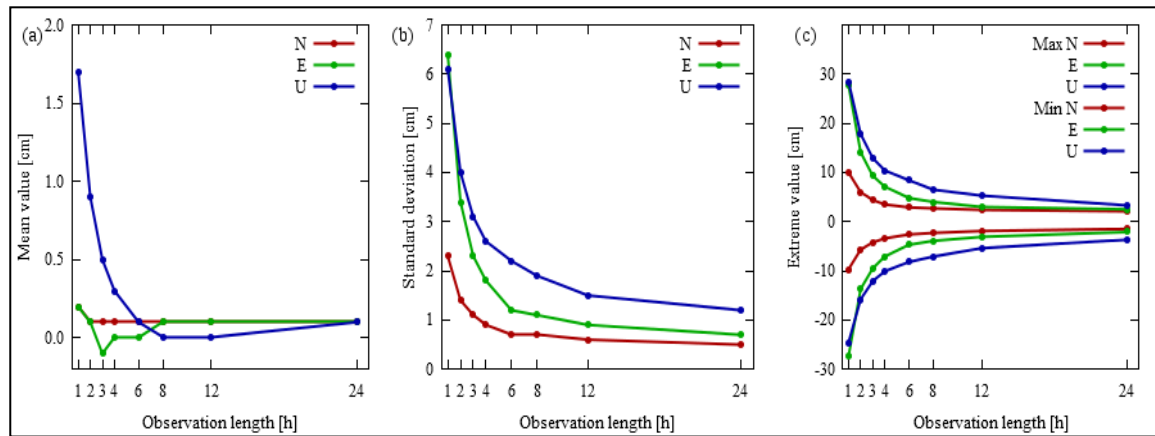 (a)
N
E
U
2.0
1.5
1.0
0.5
0.0
Mean value [cm]
1 2 3 4 6 8 12 24
Observation length [h]
(b)
N
E
U
7
6
5
4
3
2
1
0
Standard deviation [cm]
1 2 3 4 6 8 12 24
Observation length [h]
(c)
Max N
E
U
Min N
E
U
30
20
10
0
-10
-20
-30
Extreme value [cm]
1 2 3 4 6 8 12 24
Observation length [h]